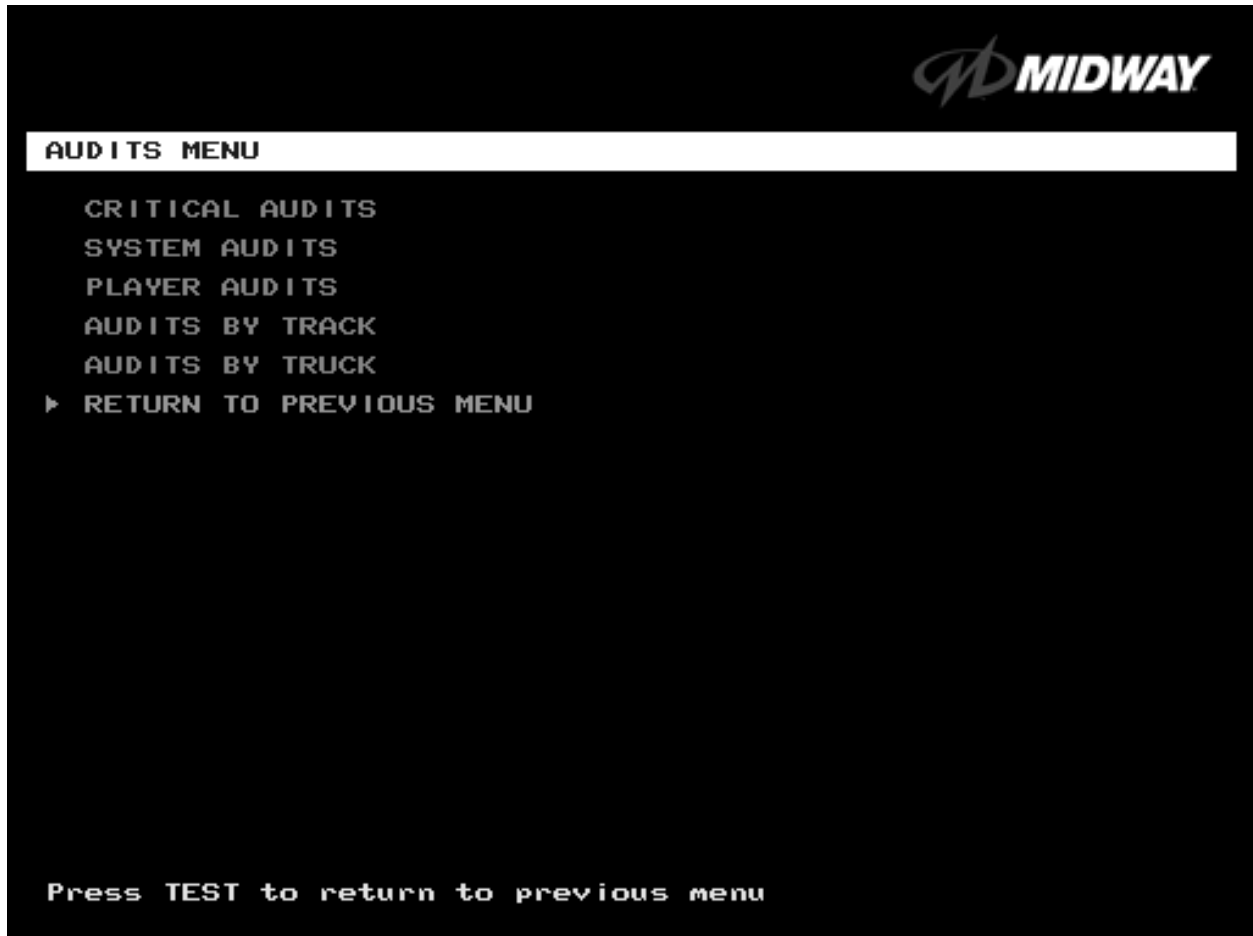 MIDWAY
AUDITS MENU
CRITICAL AUDITS
SYSTEM AUDITS
PLAYER AUDITS
AUDITS BY TRACK
AUDITS BY TRUCK
RETURN TO PREVIOUS MENU
Press TEST to return to previous menu